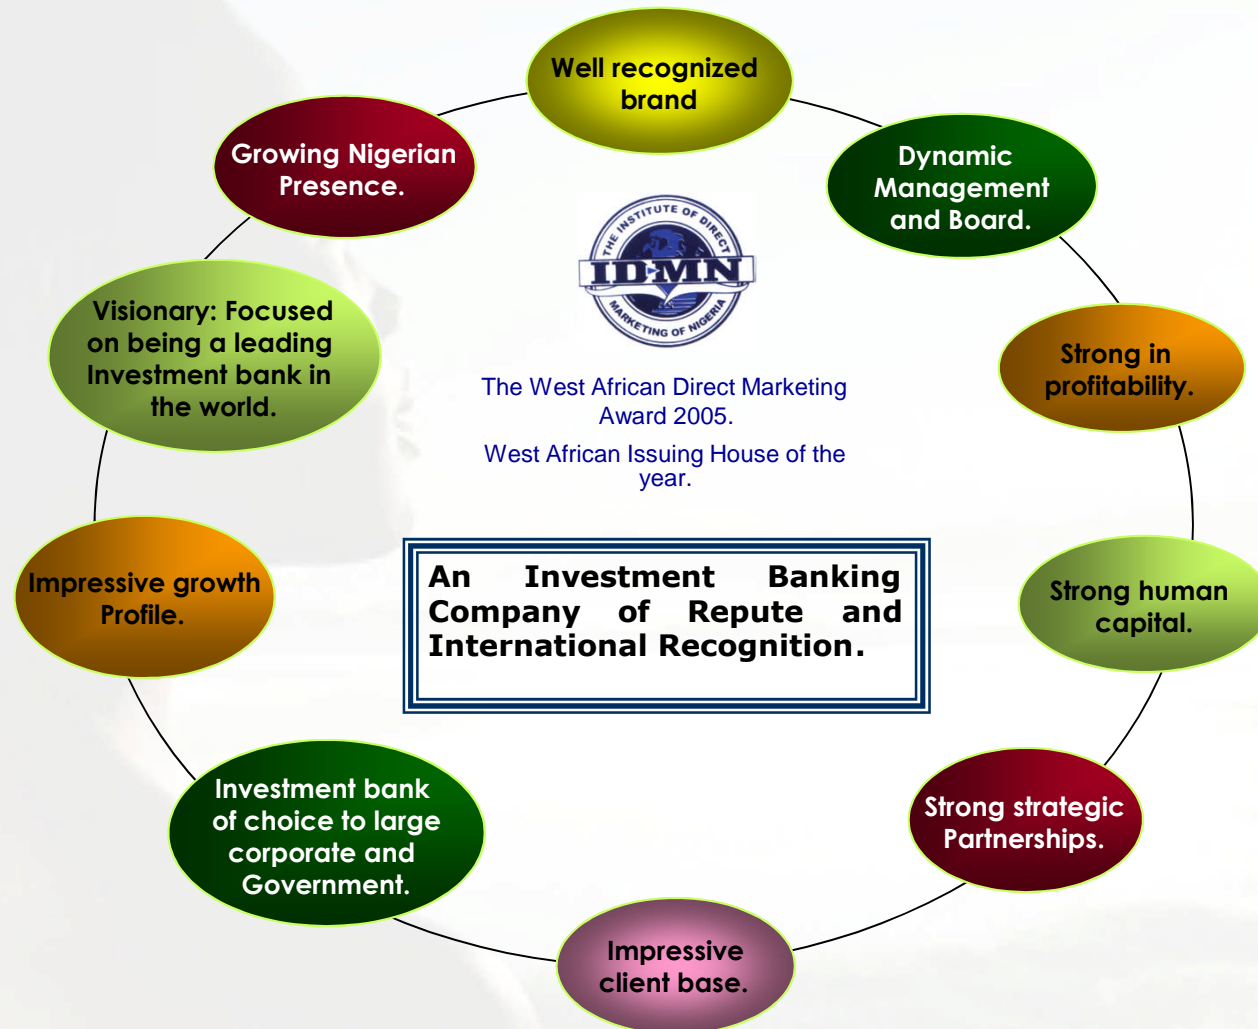 Well recognized
brand
Growing Nigerian
Presence.
Dynamic
Management
and Board.
THE INSTITUTE OF DIRECT
IDMN
MARKETING OF NIGERIA
Visionary: Focused
on being a leading
Investment bank in
the world.
Strong in
profitability.
The West African Direct Marketing
Award 2005.
West African Issuing House of the
year.
Impressive growth
Profile.
An Investment Banking
Company of Repute and
International Recognition.
Strong human
capital.
Investment bank
of choice to large
corporate and
Government.
Strong strategic
Partnerships.
Impressive
client base.